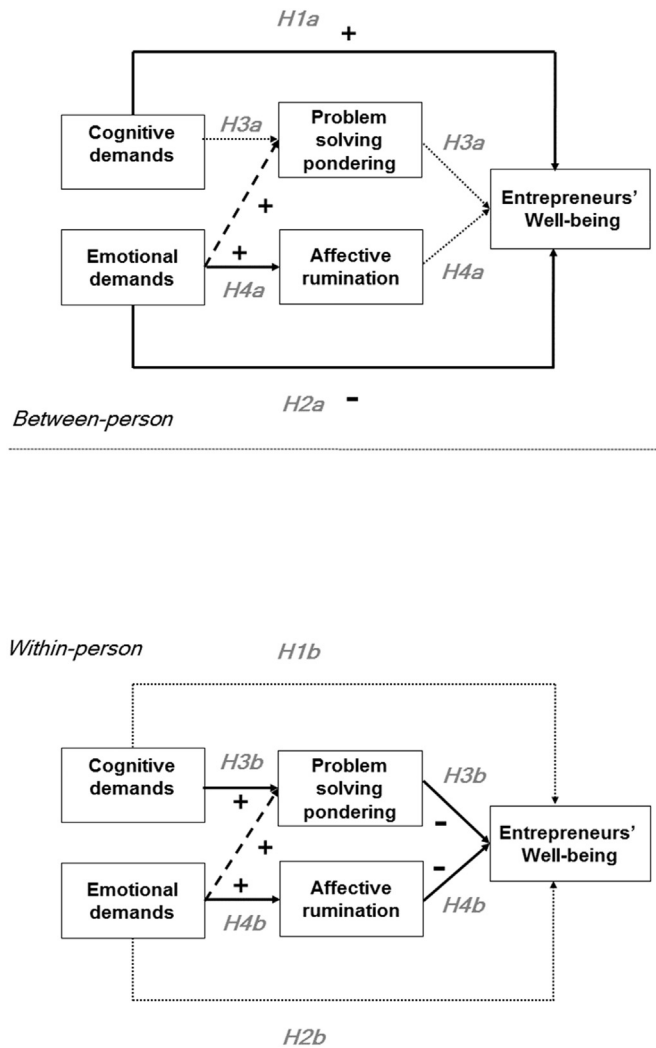 H1a
+
Cognitive
demands
H3a
Problem
solving
pondering
H3a
Entrepreneurs'
Well-being
+
Emotional
demands
+
H4a
Affective
rumination
H4a
H2a -
Between-person
Within-person
H1b
Cognitive
demands
H3b
+
Problem
solving
pondering
H3b
-
Entrepreneurs'
Well-being
+
-
Emotional
demands
+
H4b
Affective
rumination
H4b
H2b